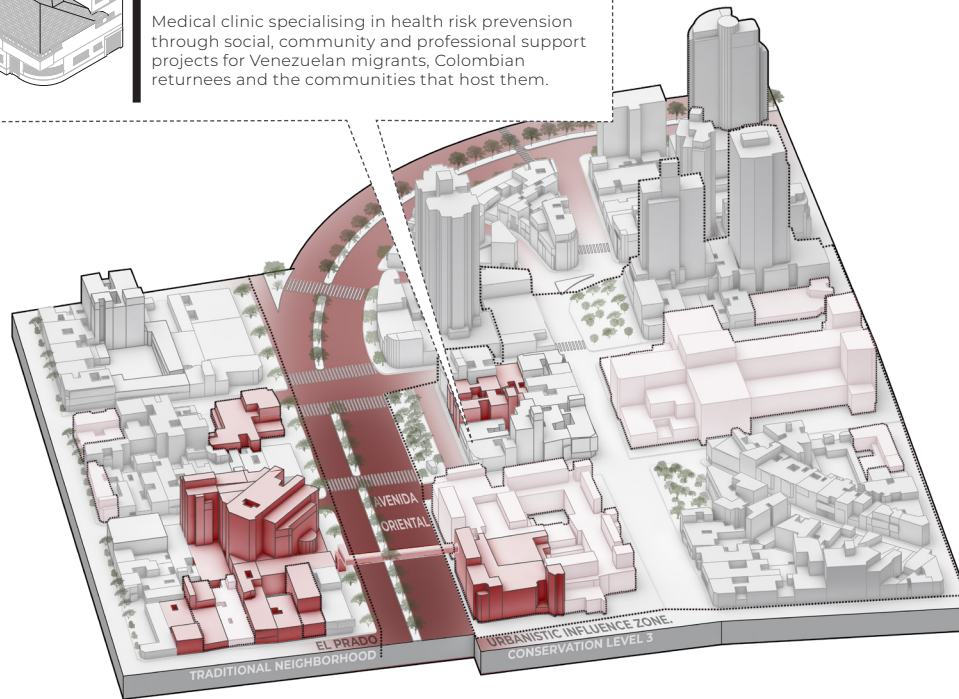 Medical clinic specialising in health risk prevension
through social, community and professional support
projects for Venezuelan migrants, Colombian
returnees and the communities that host them.
AVENIDA
ORIENTAL
EL PRADO
TRADITIONAL NEIGHBORHOOD
URBANISTIC INFLUENCE ZONE.
CONSERVATION LEVEL 3